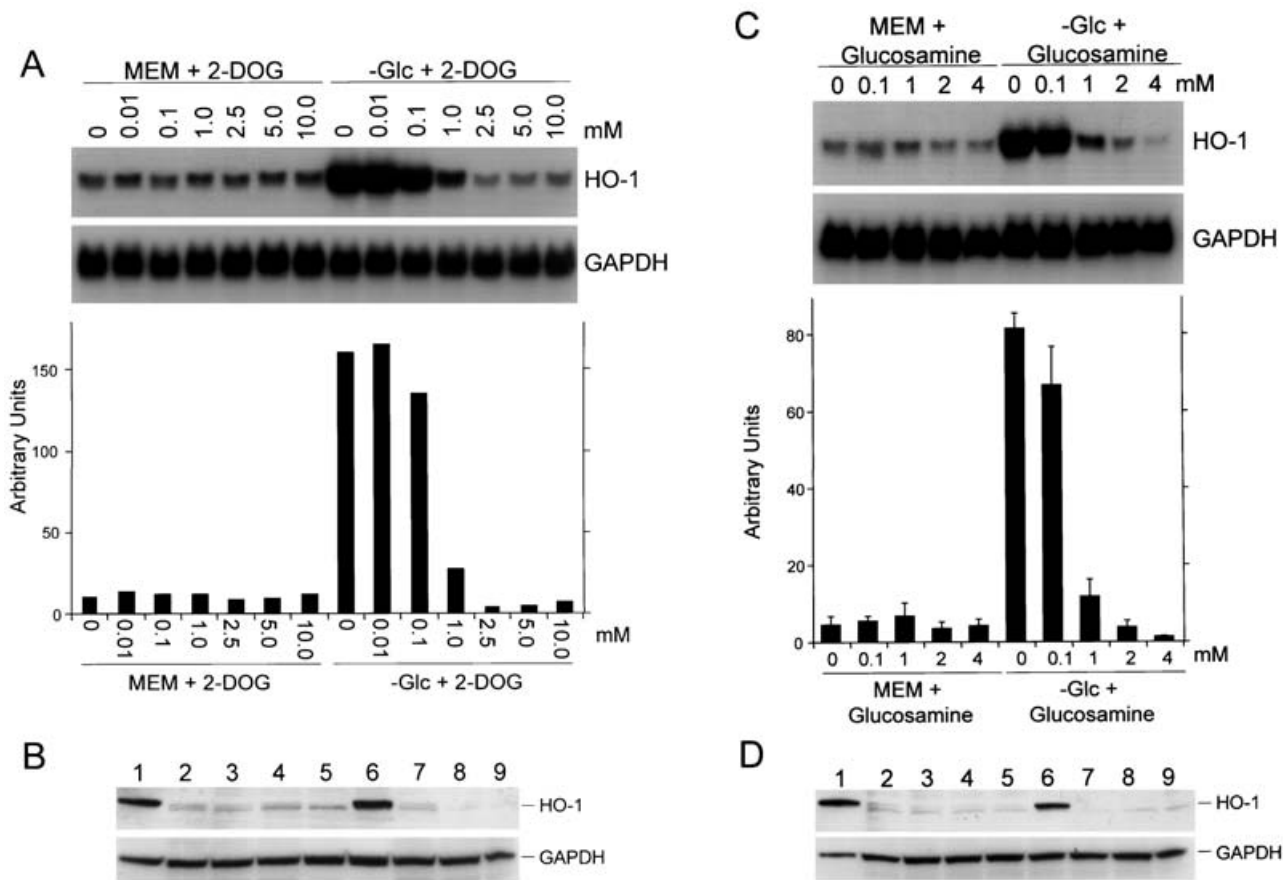 A
MEM + 2-DOG -Glc + 2-DOG
0 0.01 0.1 1.0 2.5 5.0 10.0 0 0.01 0.1 1.0 2.5 5.0 10.0 mM
HO-1
GAPDH
Arbitrary Units
150
100
50
0
0 0.01 0.1 1.0 2.5 5.0 10.0 0 0.01 0.1 1.0 2.5 5.0 10.0 mM
MEM + 2-DOG -Glc + 2-DOG
B
1 2 3 4 5 6 7 8 9
HO-1
GAPDH
C
MEM + -Glc +
Glucosamine Glucosamine
0 0.1 1 2 4 0 0.1 1 2 4 mM
HO-1
GAPDH
Arbitrary Units
80
60
40
20
0
0 0.1 1 2 4 0 0.1 1 2 4 mM
MEM + -Glc +
Glucosamine Glucosamine
D
1 2 3 4 5 6 7 8 9
HO-1
GAPDH